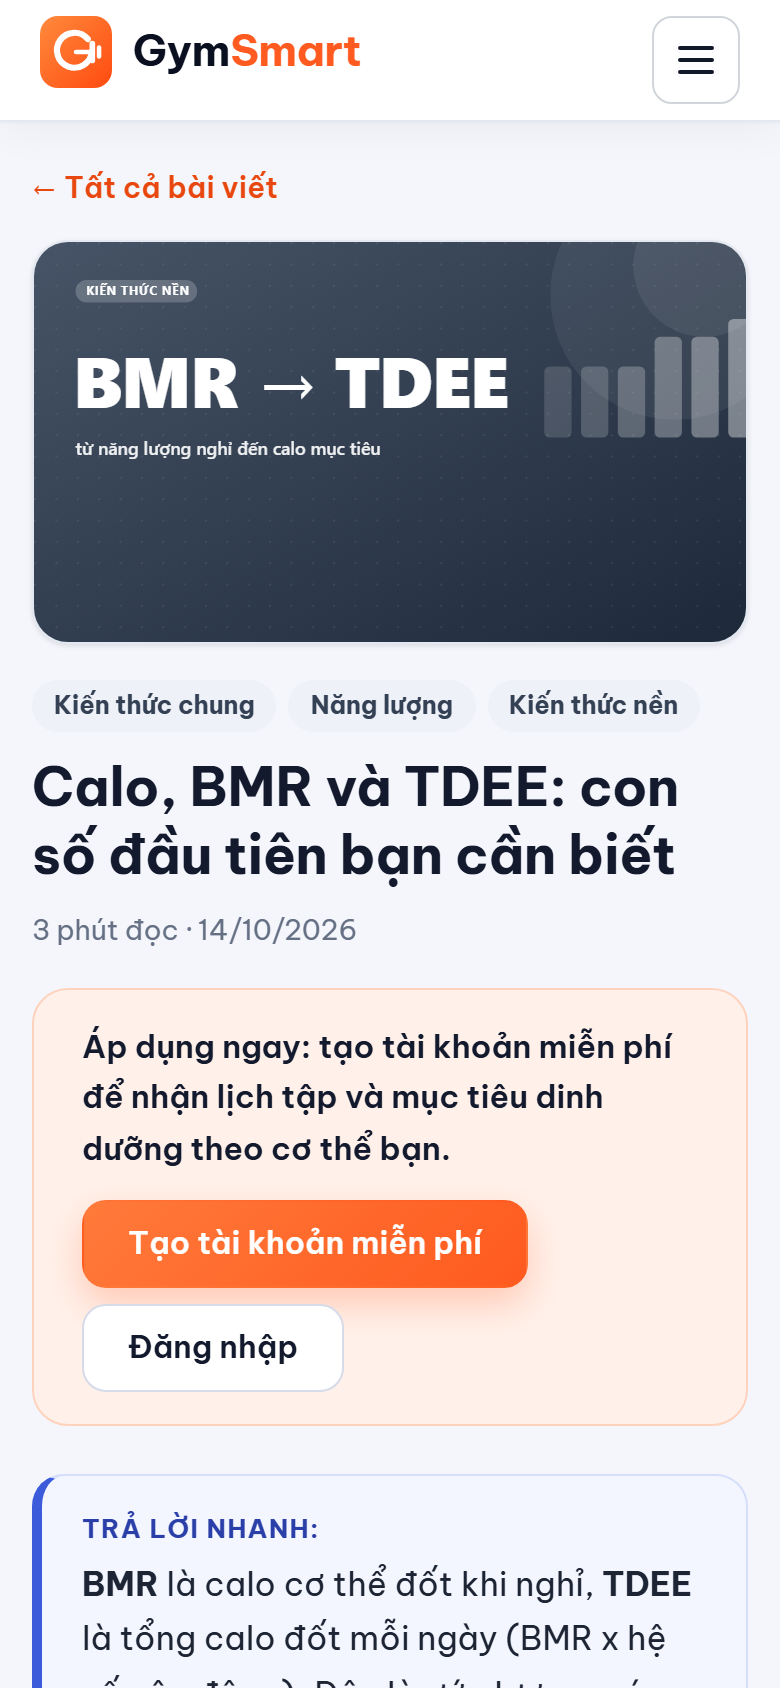 GymSmart
← Tất cả bài viết
KIẾN THỨC NỀN
BMR → TDEE
từ năng lượng nghỉ đến calo mục tiêu
Kiến thức chung
Năng lượng
Kiến thức nền
Calo, BMR và TDEE: con
số đầu tiên bạn cần biết
3 phút đọc · 14/10/2026
Áp dụng ngay: tạo tài khoản miễn phí
để nhận lịch tập và mục tiêu dinh
dưỡng theo cơ thể bạn.
Tạo tài khoản miễn phí
Đăng nhập
TRẢ LỜI NHANH:
BMR là calo cơ thể đốt khi nghỉ, TDEE
là tổng calo đốt mỗi ngày (BMR x hệ